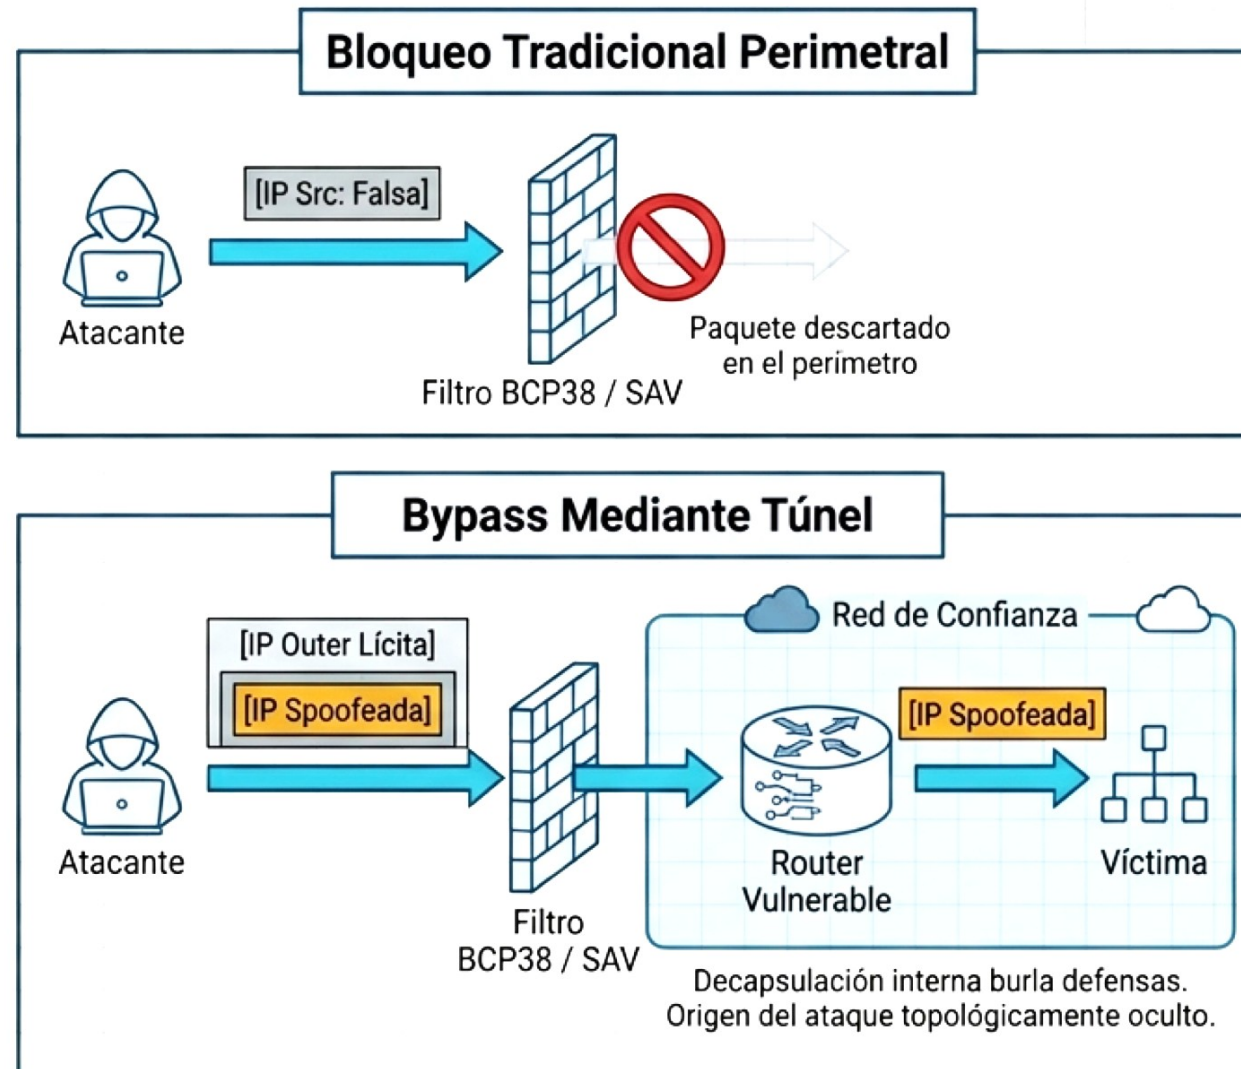 Bloqueo Tradicional Perimetral
[IP Src: Falsa]
Atacante
Filtro BCP38 / SAV
Paquete descartado
en el perímetro
Bypass Mediante Túnel
[IP Outer Lícita]
[IP Spoofeada]
Atacante
Filtro
BCP38 / SAV
Red de Confianza
[IP Spoofeada]
Router
Vulnerable
Víctima
Decapsulación interna burla defensas.
Origen del ataque topológicamente oculto.